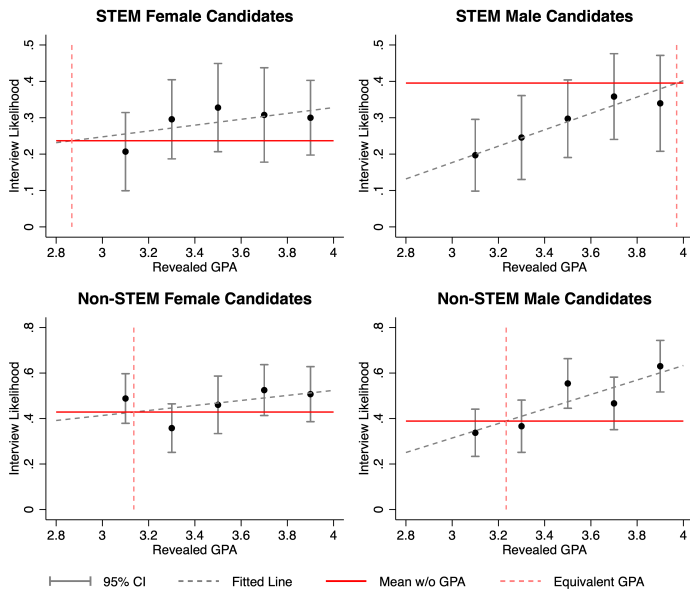 STEM Female Candidates
Interview Likelihood
.5
.4
.3
.2
.1
0
2.8 3 3.2 3.4 3.6 3.8 4
Revealed GPA
STEM Male Candidates
Interview Likelihood
.5
.4
.3
.2
.1
0
2.8 3 3.2 3.4 3.6 3.8 4
Revealed GPA
Non-STEM Female Candidates
Interview Likelihood
.8
.6
.4
.2
0
2.8 3 3.2 3.4 3.6 3.8 4
Revealed GPA
Non-STEM Male Candidates
Interview Likelihood
.8
.6
.4
.2
0
2.8 3 3.2 3.4 3.6 3.8 4
Revealed GPA
95% CI Fitted Line Mean w/o GPA Equivalent GPA